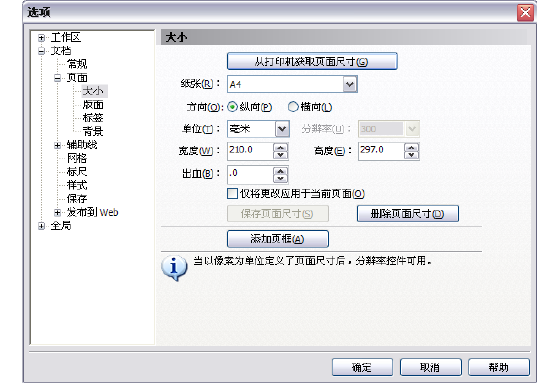 选项
工作区
文档
常规
页面
大小
版面
标签
背景
辅助线
网格
标尺
样式
保存
发布到 Web
全局
大小
从打印机获取页面尺寸(G)
纸张(R): A4
方向(O): 纵向(P) 横向(L)
单位(T): 毫米 分辨率(U): 300
宽度(W): 210.0 高度(E): 297.0
出血(B): .0
仅将更改应用于当前页面(O)
保存页面尺寸(S) 删除页面尺寸(D)
添加页框(A)
当以像素为单位定义了页面尺寸后，分辨率控件可用。
确定 取消 帮助